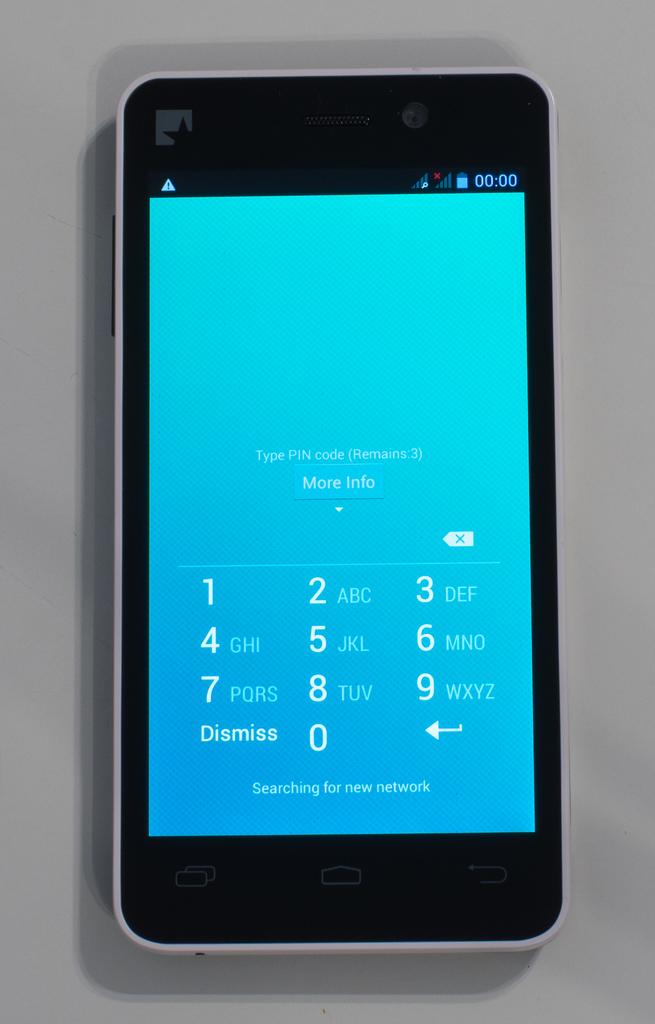 00:00
Type PIN code (Remains:3)
More Info
1 2 ABC 3 DEF
4 GHI 5 JKL 6 MNO
7 PQRS 8 TUV 9 WXYZ
Dismiss 0
Searching for new network